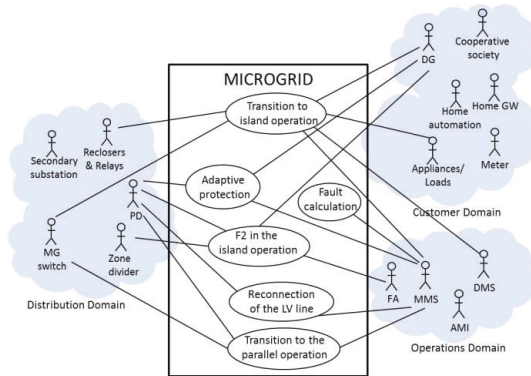 MICROGRID
Transition to
island operation
Adaptive
protection
Fault
calculation
F2 in the
island operation
Reconnection
of the LV line
Transition to the
parallel operation
Secondary
substation
Reclosers
& Relays
PD
MG
switch
Zone
divider
Distribution Domain
DG
Cooperative
society
Home
automation
Home GW
Appliances/
Loads
Meter
Customer Domain
FA
MMS
DMS
AMI
Operations Domain